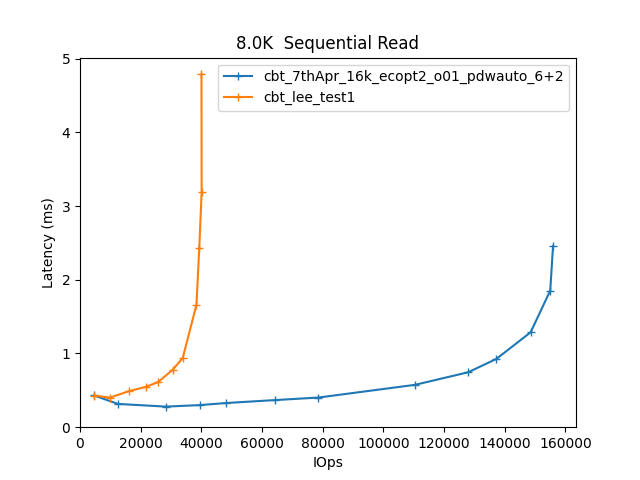 8.0K  Sequential Read
cbt_7thApr_16k_ecopt2_o01_pdwauto_6+2
cbt_lee_test1
Latency (ms)
5
4
3
2
1
0
0 20000 40000 60000 80000 100000 120000 140000 160000
IOps